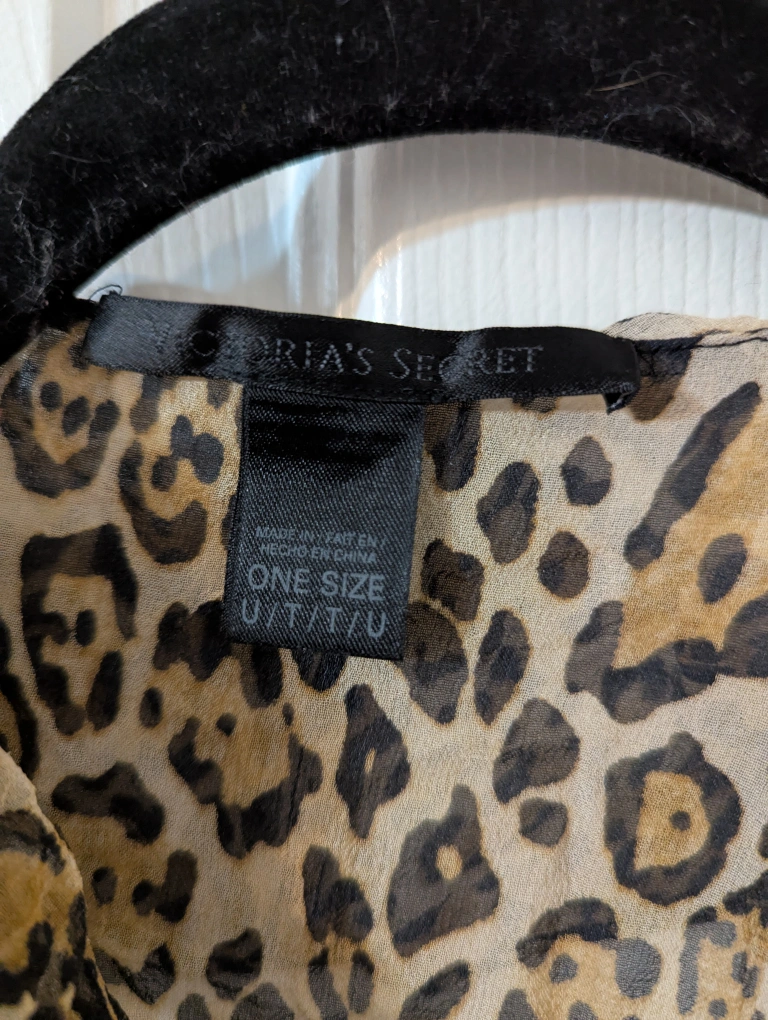 VICTORIA'S SECRET
MADE IN / FAIT EN /
HECHO EN CHINA
ONE SIZE
U/T/T/U